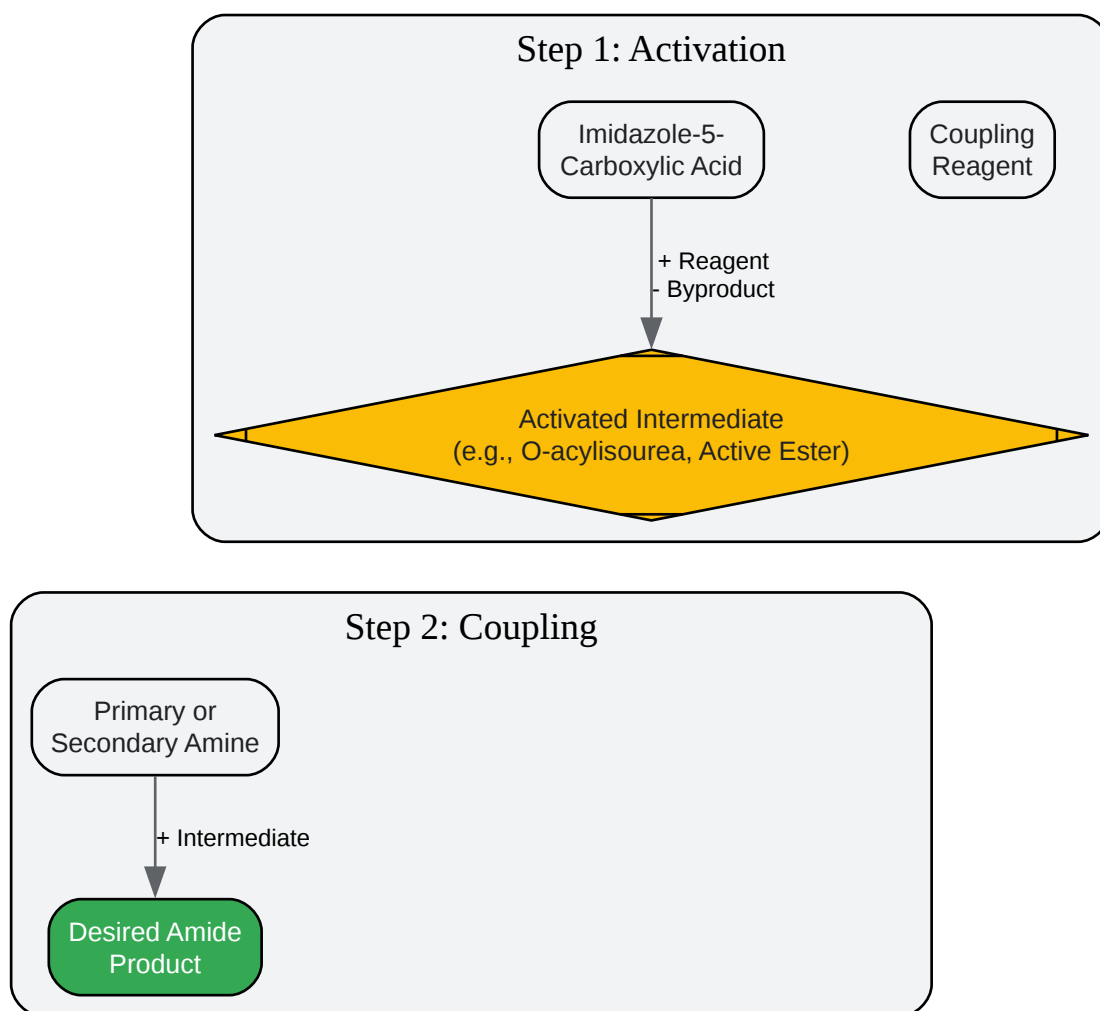 Step 1: Activation
Imidazole-5-
Carboxylic Acid
Coupling
Reagent
+ Reagent
- Byproduct
Activated Intermediate
(e.g., O-acylisourea, Active Ester)
Step 2: Coupling
Primary or
Secondary Amine
+ Intermediate
Desired Amide
Product